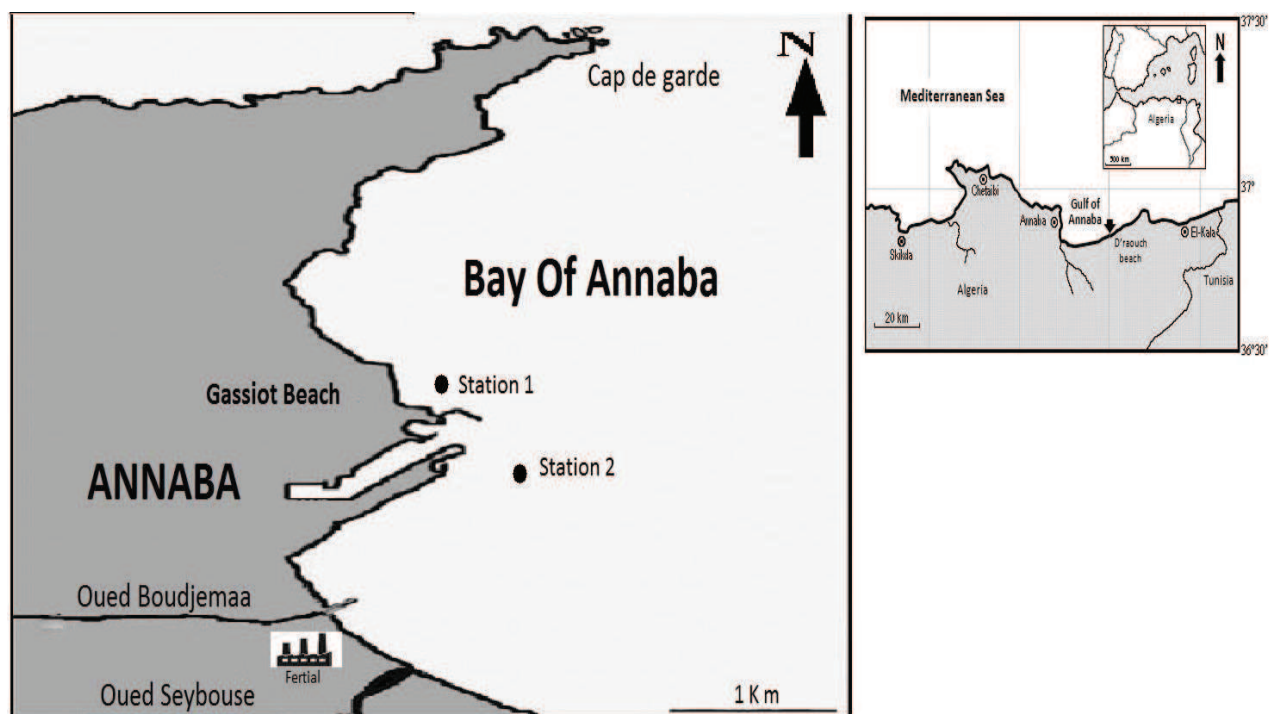 N
Cap de garde
Bay Of Annaba
Station 1
Gassiot Beach
Station 2
ANNABA
Oued Boudjemaa
Fertial
Oued Seybouse
1 K m
37°30'
N
Mediterranean Sea
Algeria
500 km
37°
Chetaibi
Gulf of
Annaba
Annaba
D'raouch
beach
El-Kala
Skikda
Algeria
Tunisia
20 km
36°30'